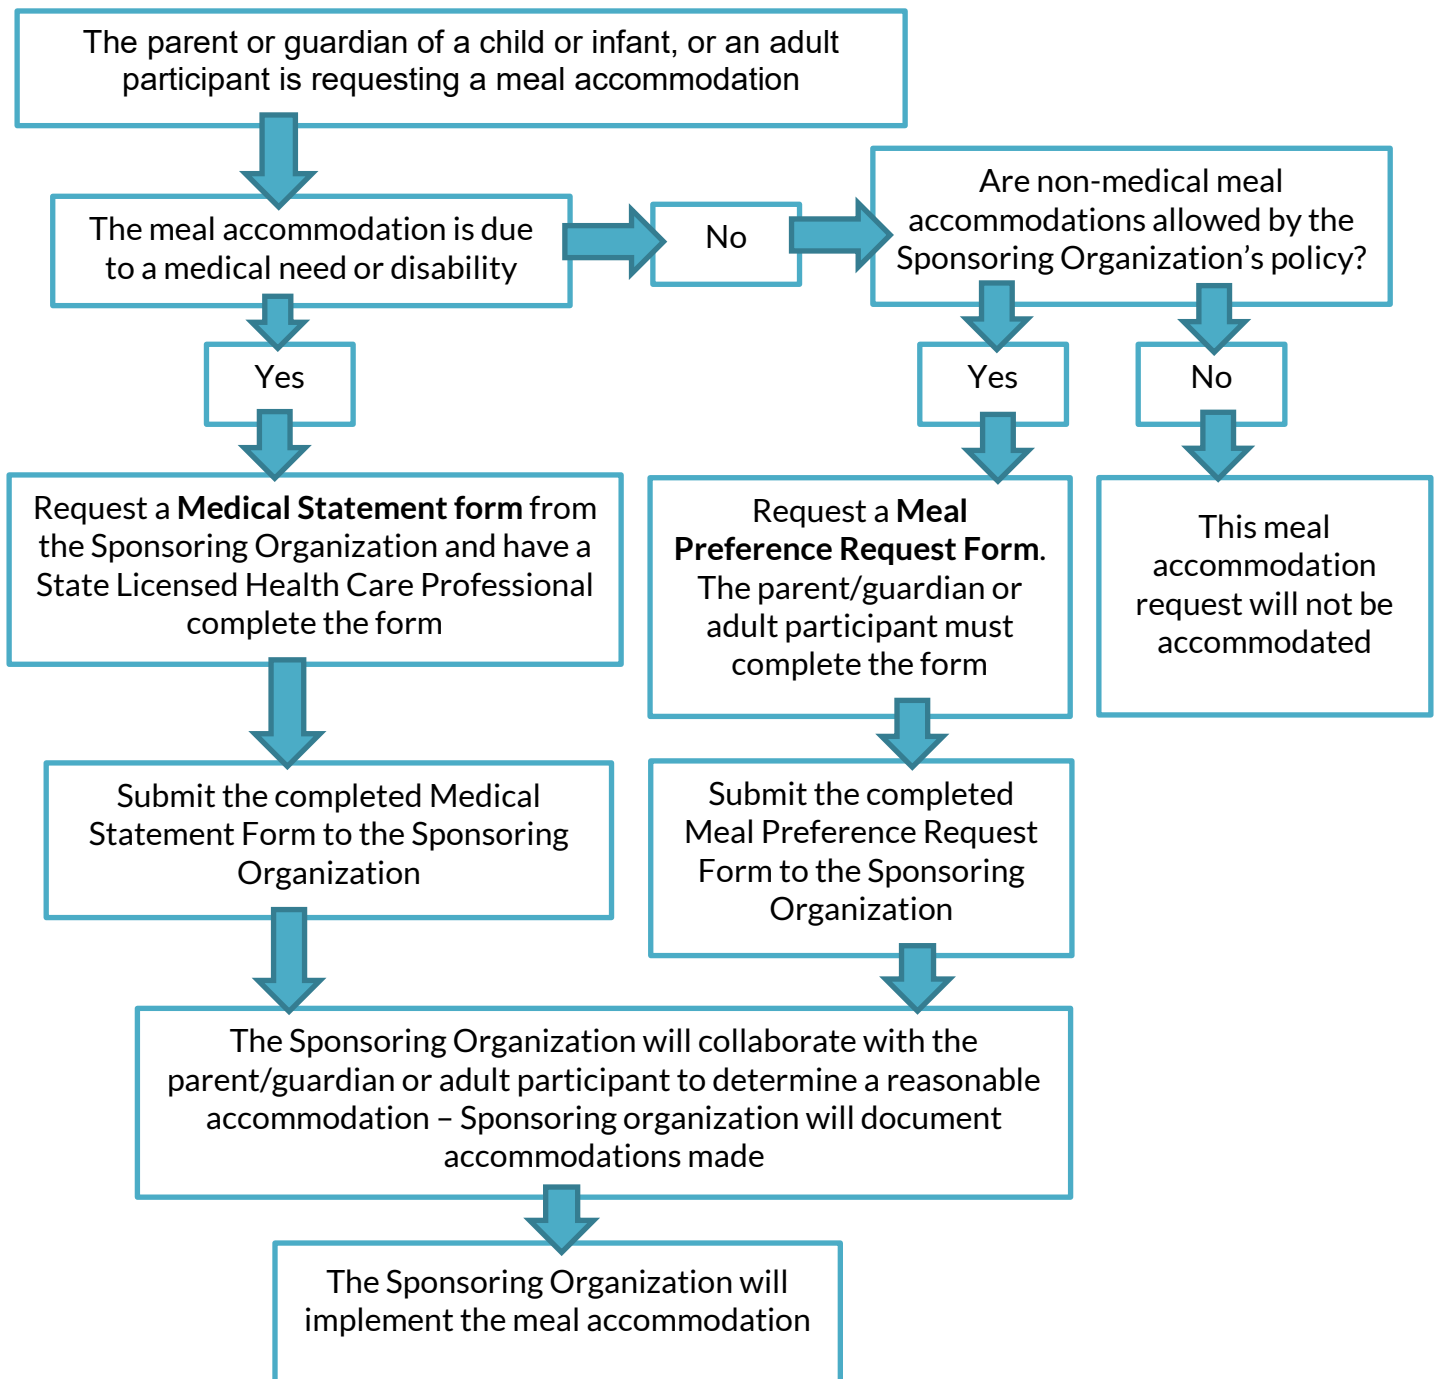 The parent or guardian of a child or infant, or an adult
participant is requesting a meal accommodation
The meal accommodation is due
to a medical need or disability
No
Are non-medical meal
accommodations allowed by the
Sponsoring Organization’s policy?
Yes
Yes
No
Request a Medical Statement form from
the Sponsoring Organization and have a
State Licensed Health Care Professional
complete the form
Request a Meal
Preference Request Form.
The parent/guardian or
adult participant must
complete the form
This meal
accommodation
request will not be
accommodated
Submit the completed Medical
Statement Form to the Sponsoring
Organization
Submit the completed
Meal Preference Request
Form to the Sponsoring
Organization
The Sponsoring Organization will collaborate with the
parent/guardian or adult participant to determine a reasonable
accommodation – Sponsoring organization will document
accommodations made
The Sponsoring Organization will
implement the meal accommodation